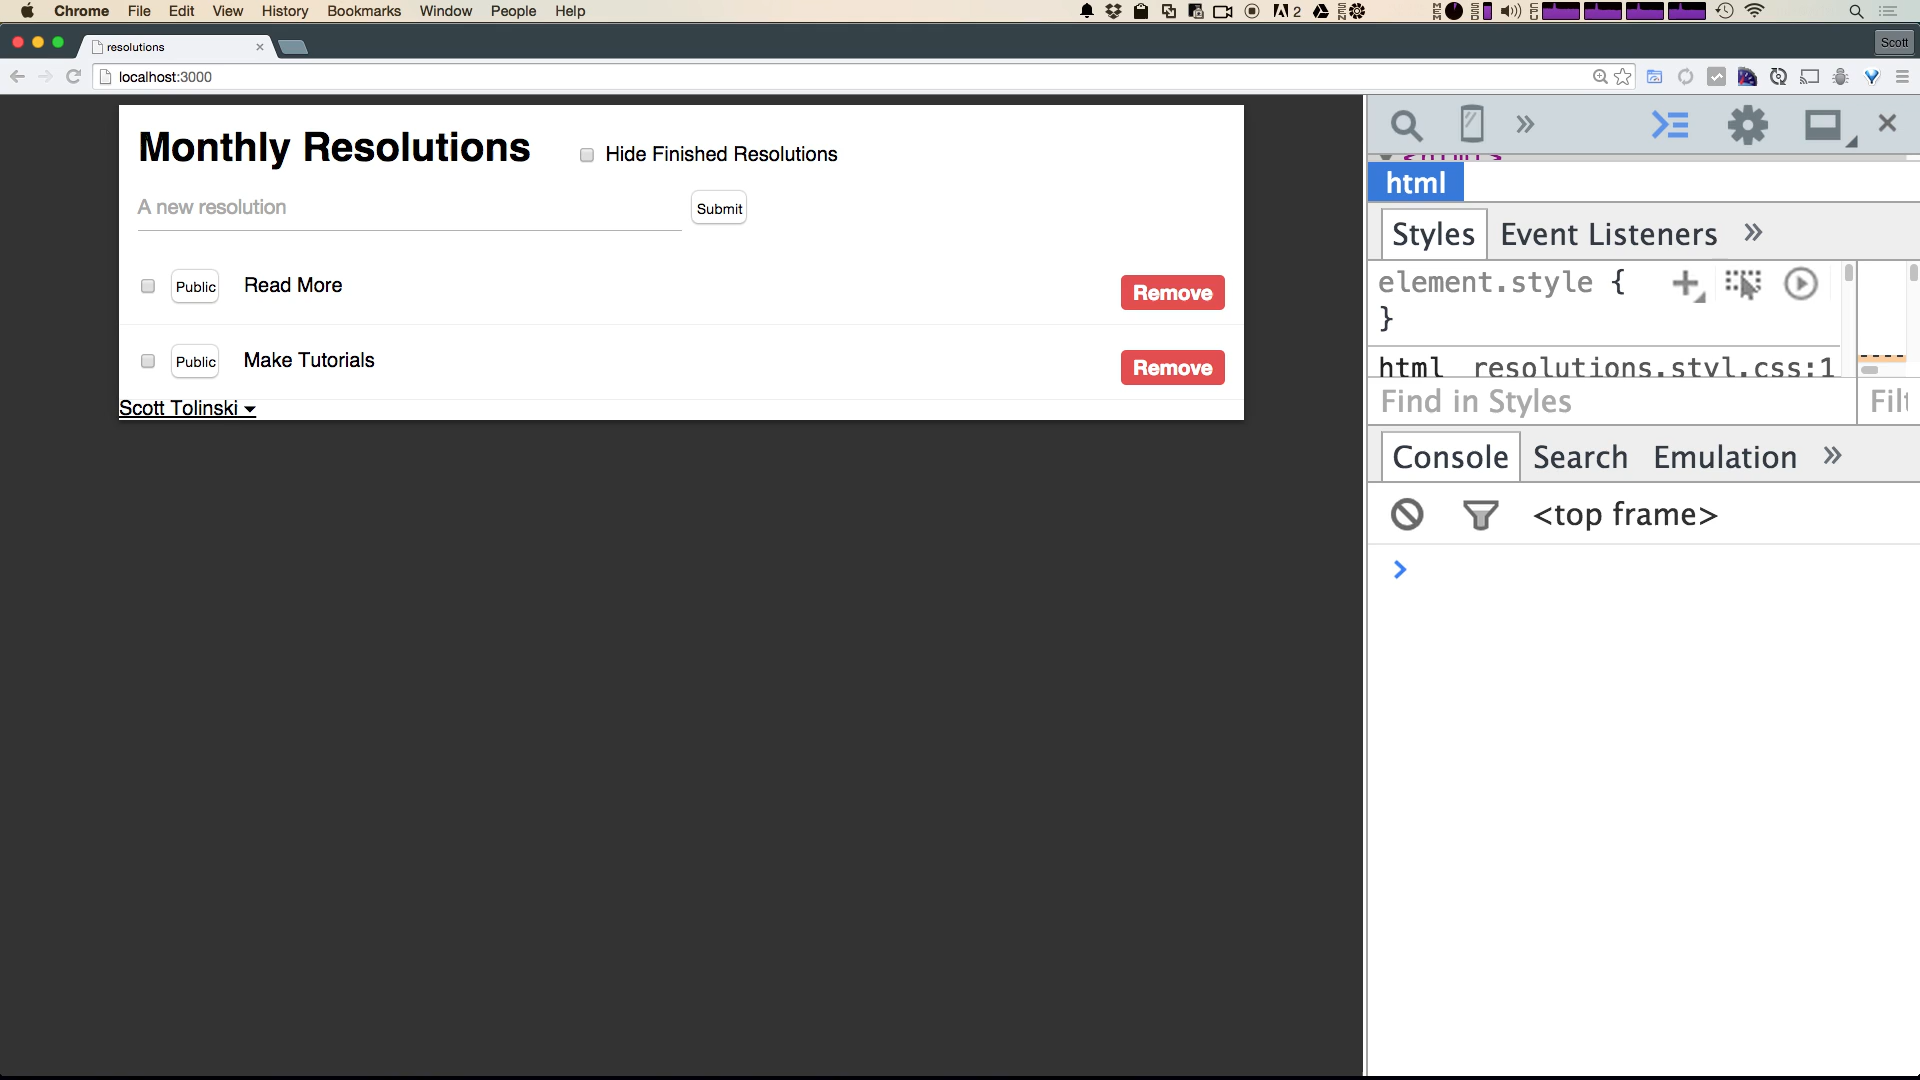 Chrome File Edit View History Bookmarks Window People Help
2
resolutions
Scott
localhost:3000
Monthly Resolutions
Hide Finished Resolutions
A new resolution
Submit
Public Read More Remove
Public Make Tutorials Remove
Scott Tolinski
html
Styles Event Listeners »
element.style {
}
html resolutions.styl.css:1
Find in Styles
Console Search Emulation »
<top frame>